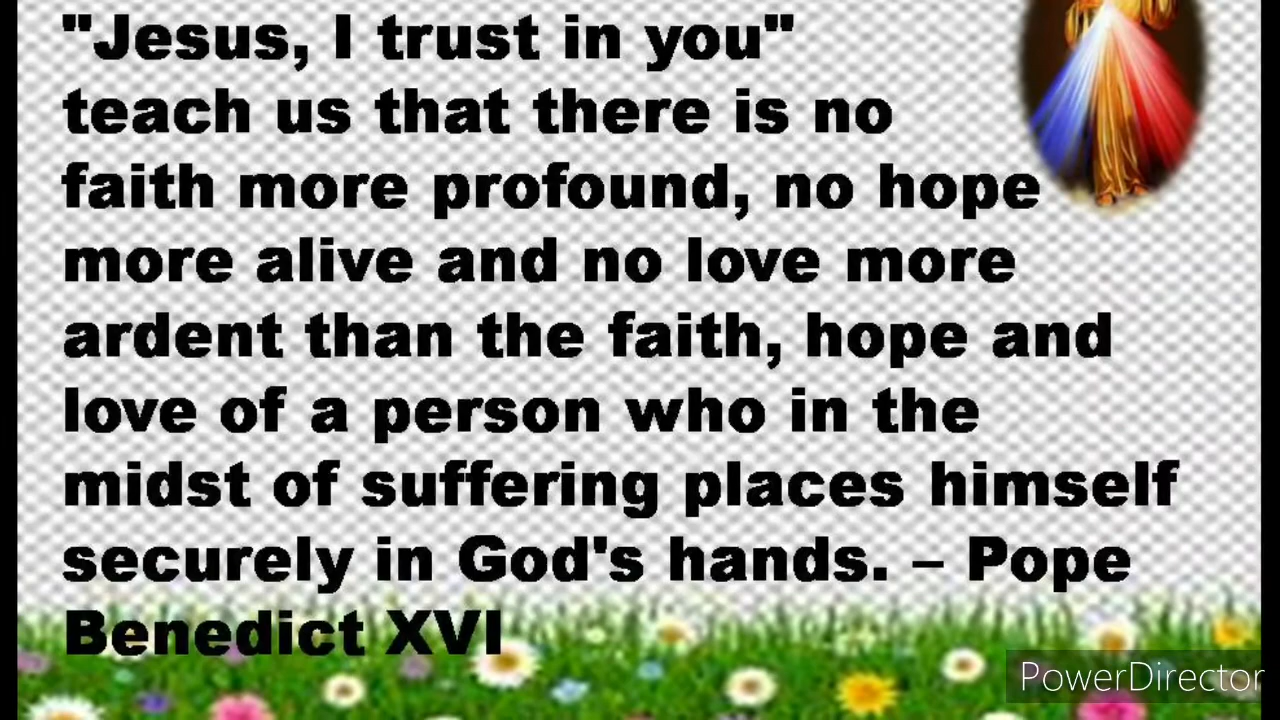 "Jesus, I trust in you"
teach us that there is no
faith more profound, no hope
more alive and no love more
ardent than the faith, hope and
love of a person who in the
midst of suffering places himself
securely in God's hands. – Pope
Benedict XVI
PowerDirector